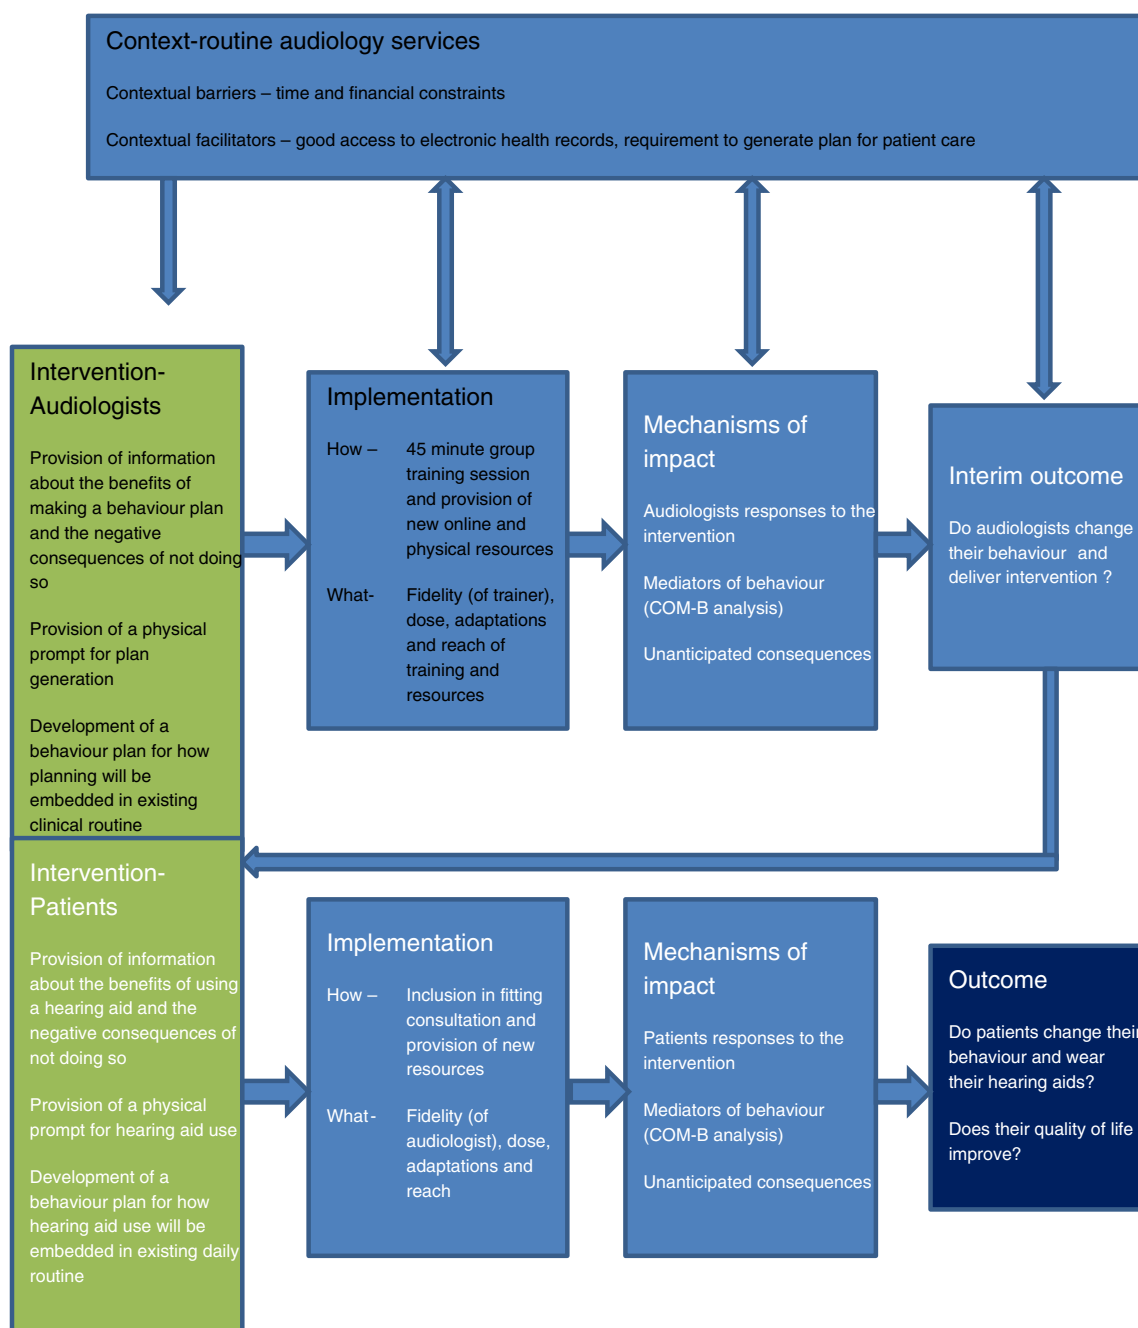 Context-routine audiology services
Contextual barriers – time and financial constraints
Contextual facilitators – good access to electronic health records, requirement to generate plan for patient care
Intervention-
Audiologists
Provision of information
about the benefits of
making a behaviour plan
and the negative
consequences of not doing
so
Provision of a physical
prompt for plan
generation
Development of a
behaviour plan for how
planning will be
embedded in existing
clinical routine
Implementation
How – 45 minute group
training session
and provision of
new online and
physical resources
What- Fidelity (of trainer),
dose, adaptations
and reach of
training and
resources
Mechanisms of
impact
Audiologists responses to the
intervention
Mediators of behaviour
(COM-B analysis)
Unanticipated consequences
Interim outcome
Do audiologists change
their behaviour and
deliver intervention ?
Intervention-
Patients
Provision of information
about the benefits of using
a hearing aid and the
negative consequences of
not doing so
Provision of a physical
prompt for hearing aid use
Development of a
behaviour plan for how
hearing aid use will be
embedded in existing daily
routine
Implementation
How – Inclusion in fitting
consultation and
provision of new
resources
What- Fidelity (of
audiologist), dose,
adaptations and
reach
Mechanisms of
impact
Patients responses to the
intervention
Mediators of behaviour
(COM-B analysis)
Unanticipated consequences
Outcome
Do patients change their
behaviour and wear
their hearing aids?
Does their quality of life
improve?